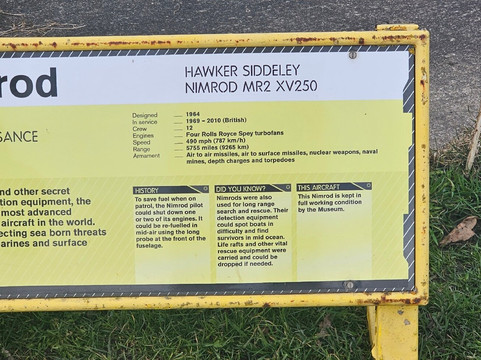 rod
HAWKER SIDDELEY
NIMROD MR2 XV250
SANCE
Designed ... 1964
In service ... 1969 – 2010 (British)
Crew ... 12
Engines ... Four Rolls Royce Spey turbofans
Speed ... 490 mph (787 km/h)
Range ... 5755 miles (9265 km)
Armament ... Air to air missiles, air to surface missiles, nuclear weapons, naval
mines, depth charges and torpedoes
nd other secret
tion equipment, the
most advanced
aircraft in the world.
ecting sea born threats
arines and surface
HISTORY
To save fuel when on
patrol, the Nimrod pilot
could shut down one
or two of its engines. It
could be re-fuelled in
mid-air using the long
probe at the front of the
fuselage.
DID YOU KNOW?
Nimrods were also
used for long range
search and rescue. Their
detection equipment
could spot boats in
difficulty and find
survivors in mid ocean.
Life rafts and other vital
rescue equipment were
carried and could be
dropped if needed.
THIS AIRCRAFT
This Nimrod is kept in
full working condition
by the Museum.